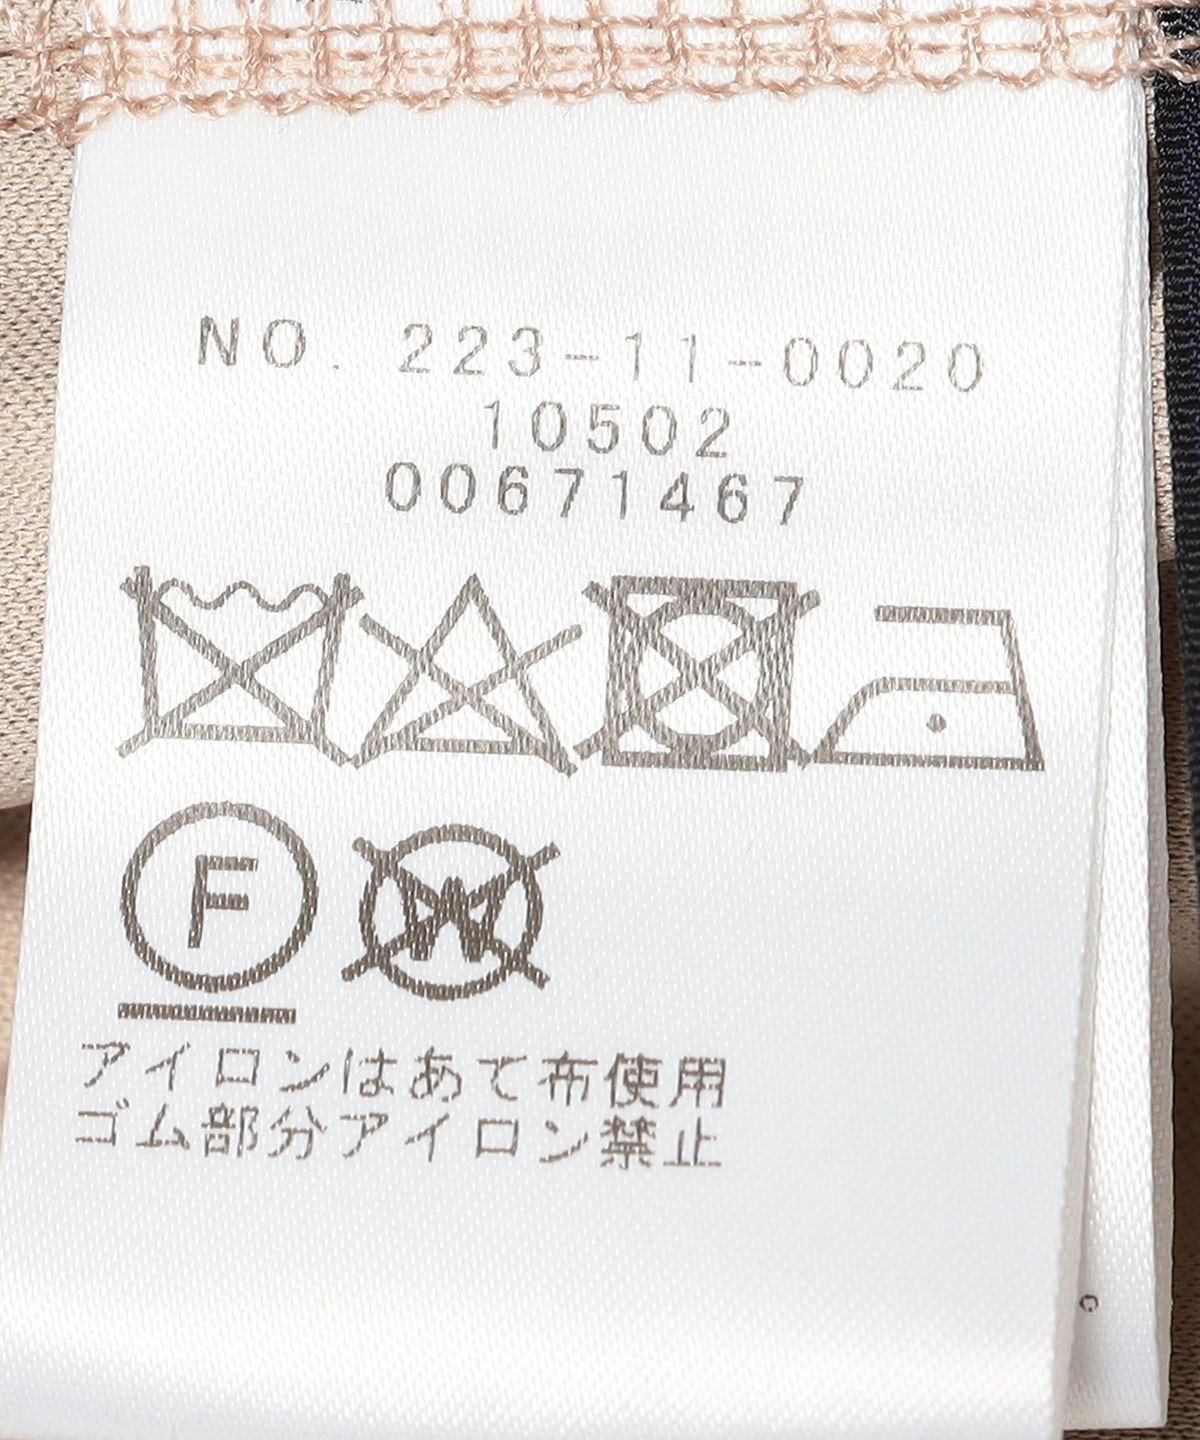 NO. 223-11-0020
10502
00671467
F W
アイロンはあて布使用
ゴム部分アイロン禁止
c